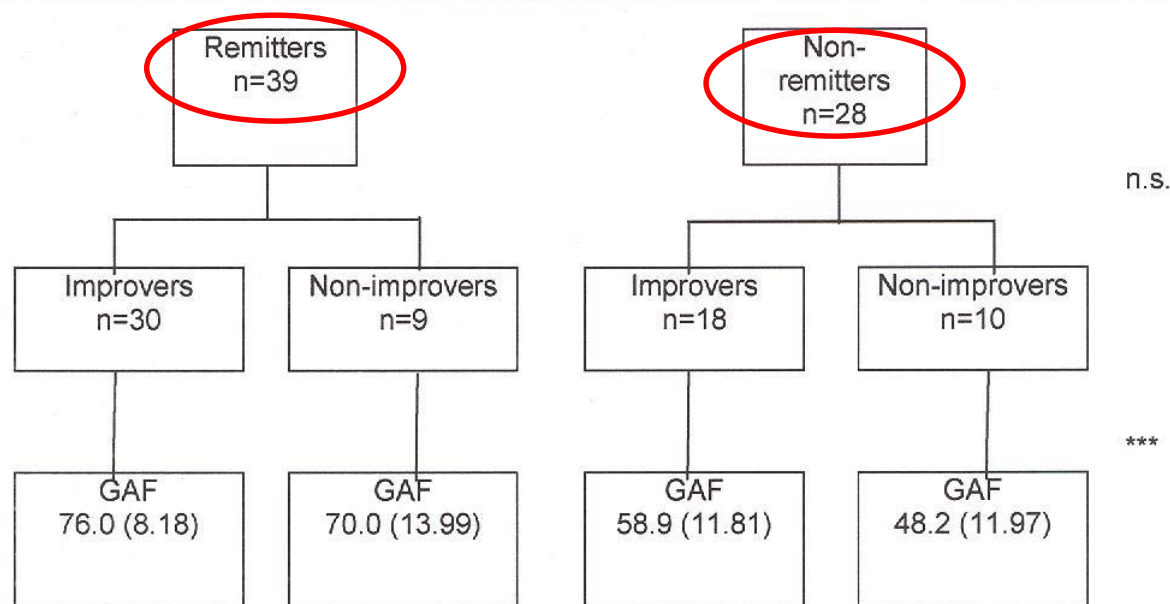 Remitters
n=39
Non-
remitters
n=28
n.s.
Improvers
n=30
Non-improvers
n=9
Improvers
n=18
Non-improvers
n=10
***
GAF
76.0 (8.18)
GAF
70.0 (13.99)
GAF
58.9 (11.81)
GAF
48.2 (11.97)